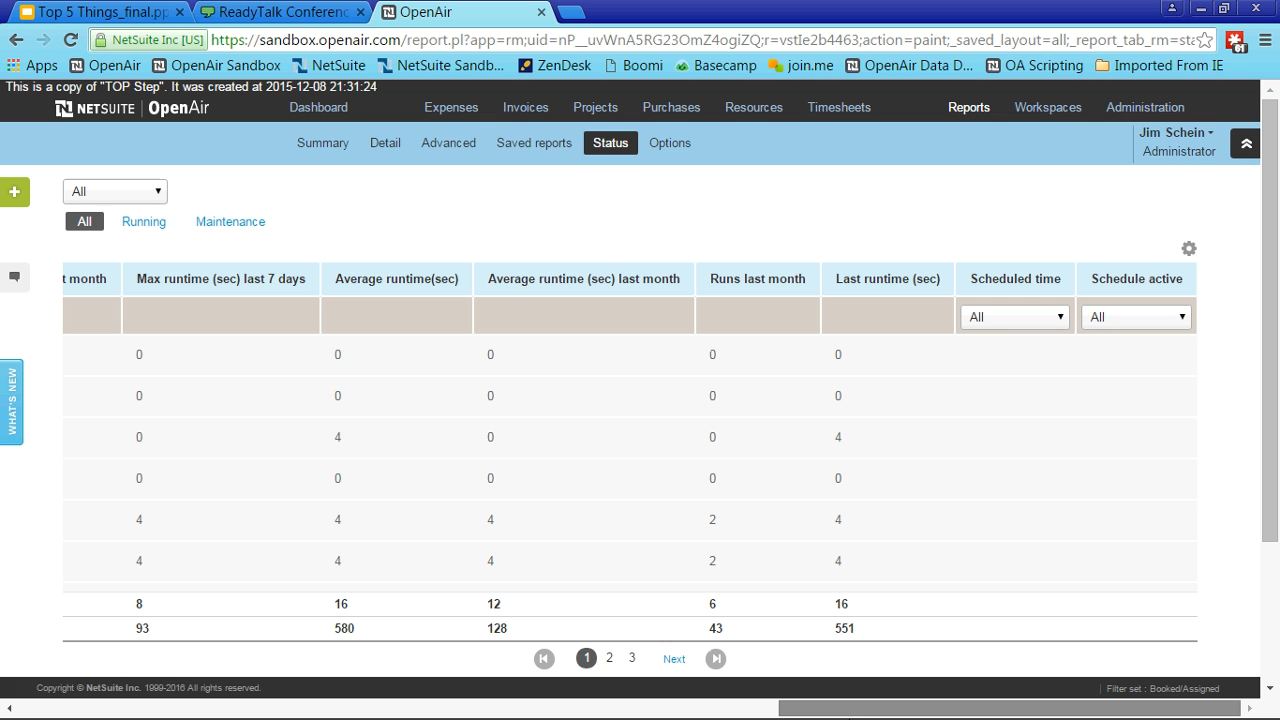 Top 5 Things_final.pp
ReadyTalk Conferenc
OpenAir
NetSuite Inc [US] https://sandbox.openair.com/report.pl?app=rm;uid=nP__uvWnA5RG23OmZ4ogiZQ;r=vstIe2b4463;action=paint;_saved_layout=all;_report_tab_rm=sta
61
Apps OpenAir OpenAir Sandbox NetSuite NetSuite Sandb... ZenDesk Boomi Basecamp join.me OpenAir Data D... OA Scripting Imported From IE
This is a copy of "TOP Step". It was created at 2015-12-08 21:31:24
NETSUITE OpenAir Dashboard Expenses Invoices Projects Purchases Resources Timesheets Reports Workspaces Administration
Summary Detail Advanced Saved reports Status Options
Jim Schein
Administrator
All
All Running Maintenance
t month Max runtime (sec) last 7 days Average runtime(sec) Average runtime (sec) last month Runs last month Last runtime (sec) Scheduled time Schedule active
All All
0 0 0 0 0
0 0 0 0 0
0 4 0 0 4
0 0 0 0 0
4 4 4 2 4
4 4 4 2 4
8 16 12 6 16
93 580 128 43 551
WHAT'S NEW
1 2 3 Next
Copyright © NetSuite Inc. 1999-2016 All rights reserved.
Filter set : Booked/Assigned